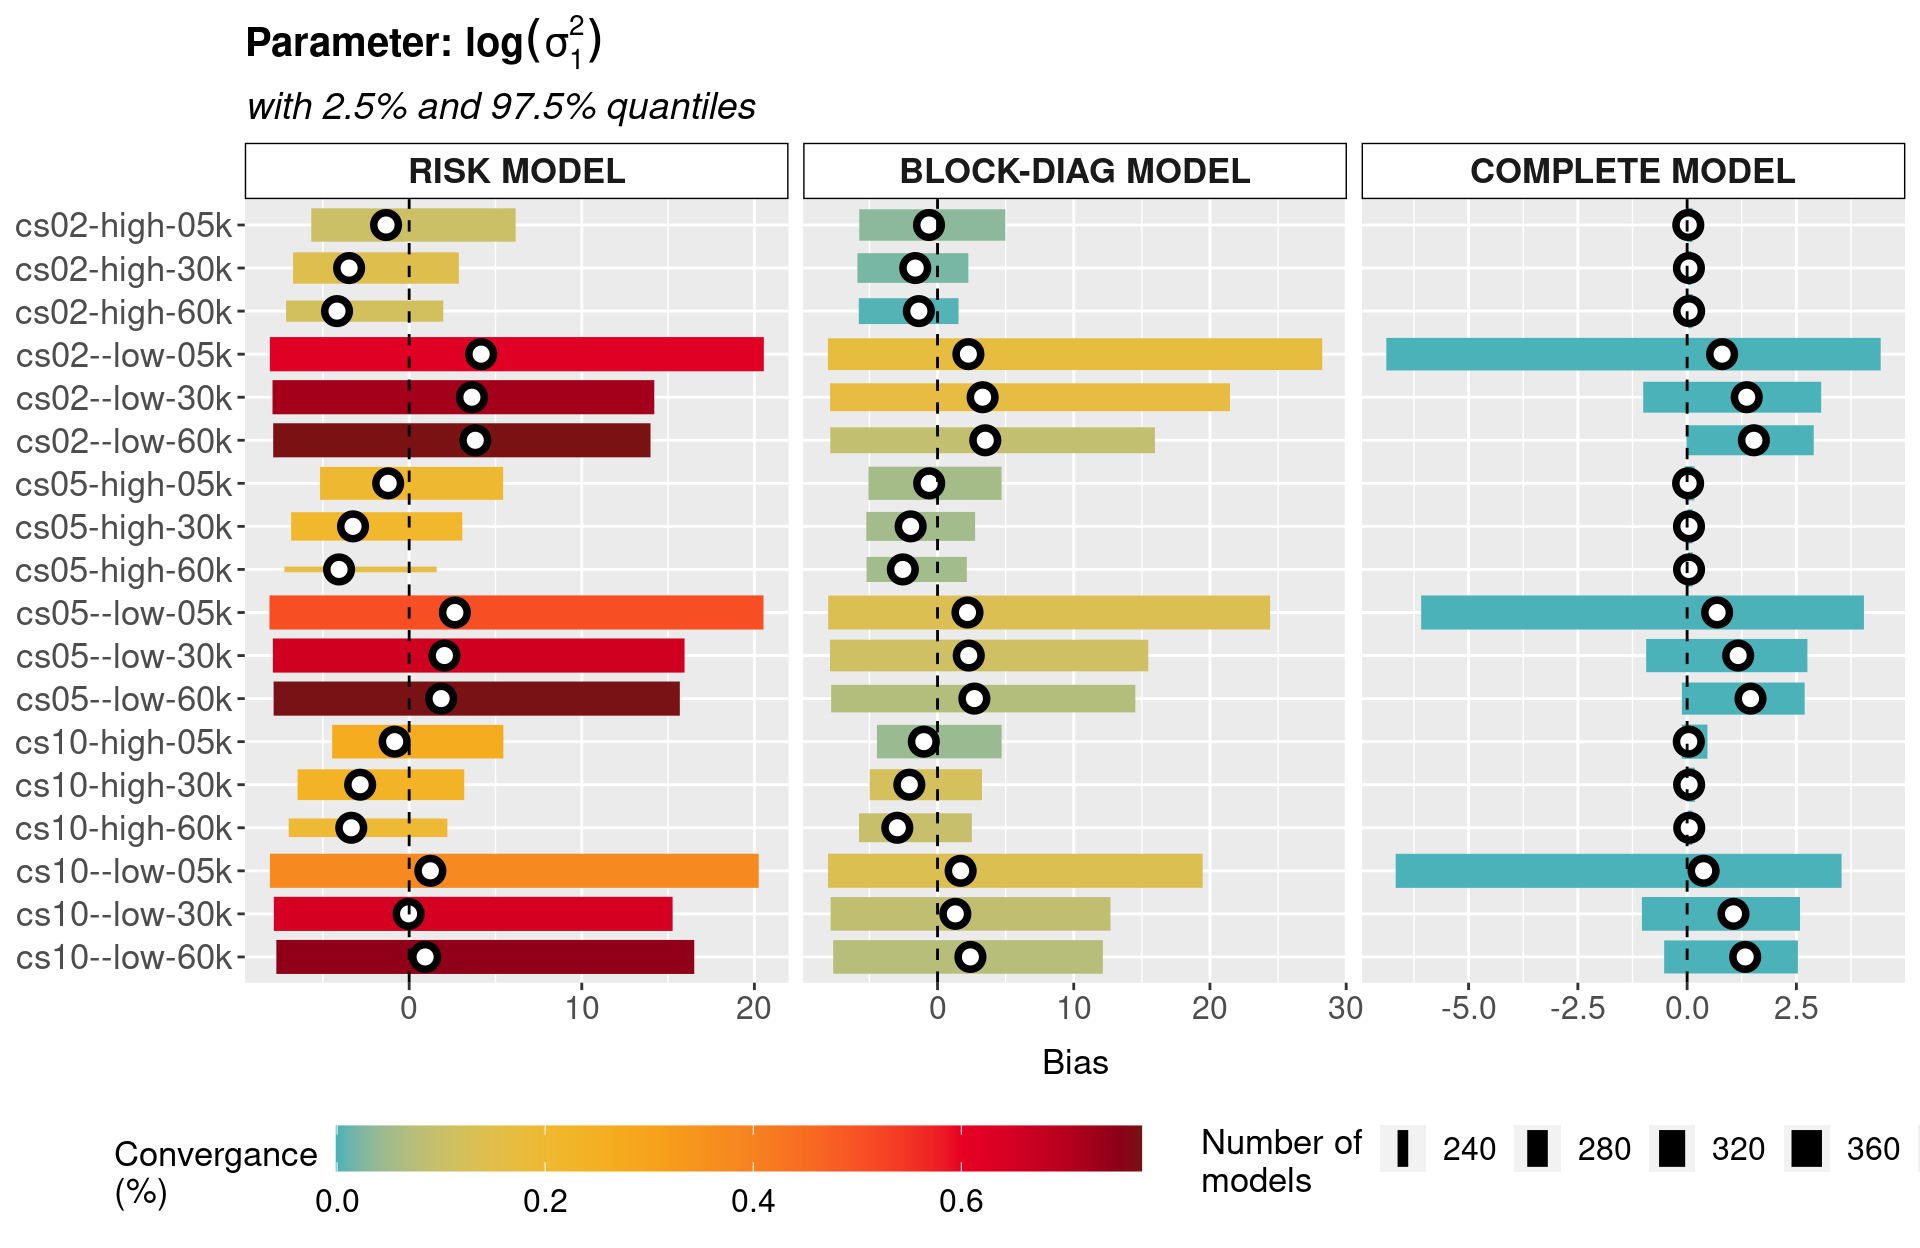 Parameter: log(σ₁²)
with 2.5% and 97.5% quantiles
RISK MODEL BLOCK-DIAG MODEL COMPLETE MODEL
cs02-high-05k
cs02-high-30k
cs02-high-60k
cs02--low-05k
cs02--low-30k
cs02--low-60k
cs05-high-05k
cs05-high-30k
cs05-high-60k
cs05--low-05k
cs05--low-30k
cs05--low-60k
cs10-high-05k
cs10-high-30k
cs10-high-60k
cs10--low-05k
cs10--low-30k
cs10--low-60k
0 10 20 0 10 20 30 -5.0 -2.5 0.0 2.5
Bias
Convergance
(%)
0.0 0.2 0.4 0.6
Number of
models
240 280 320 360